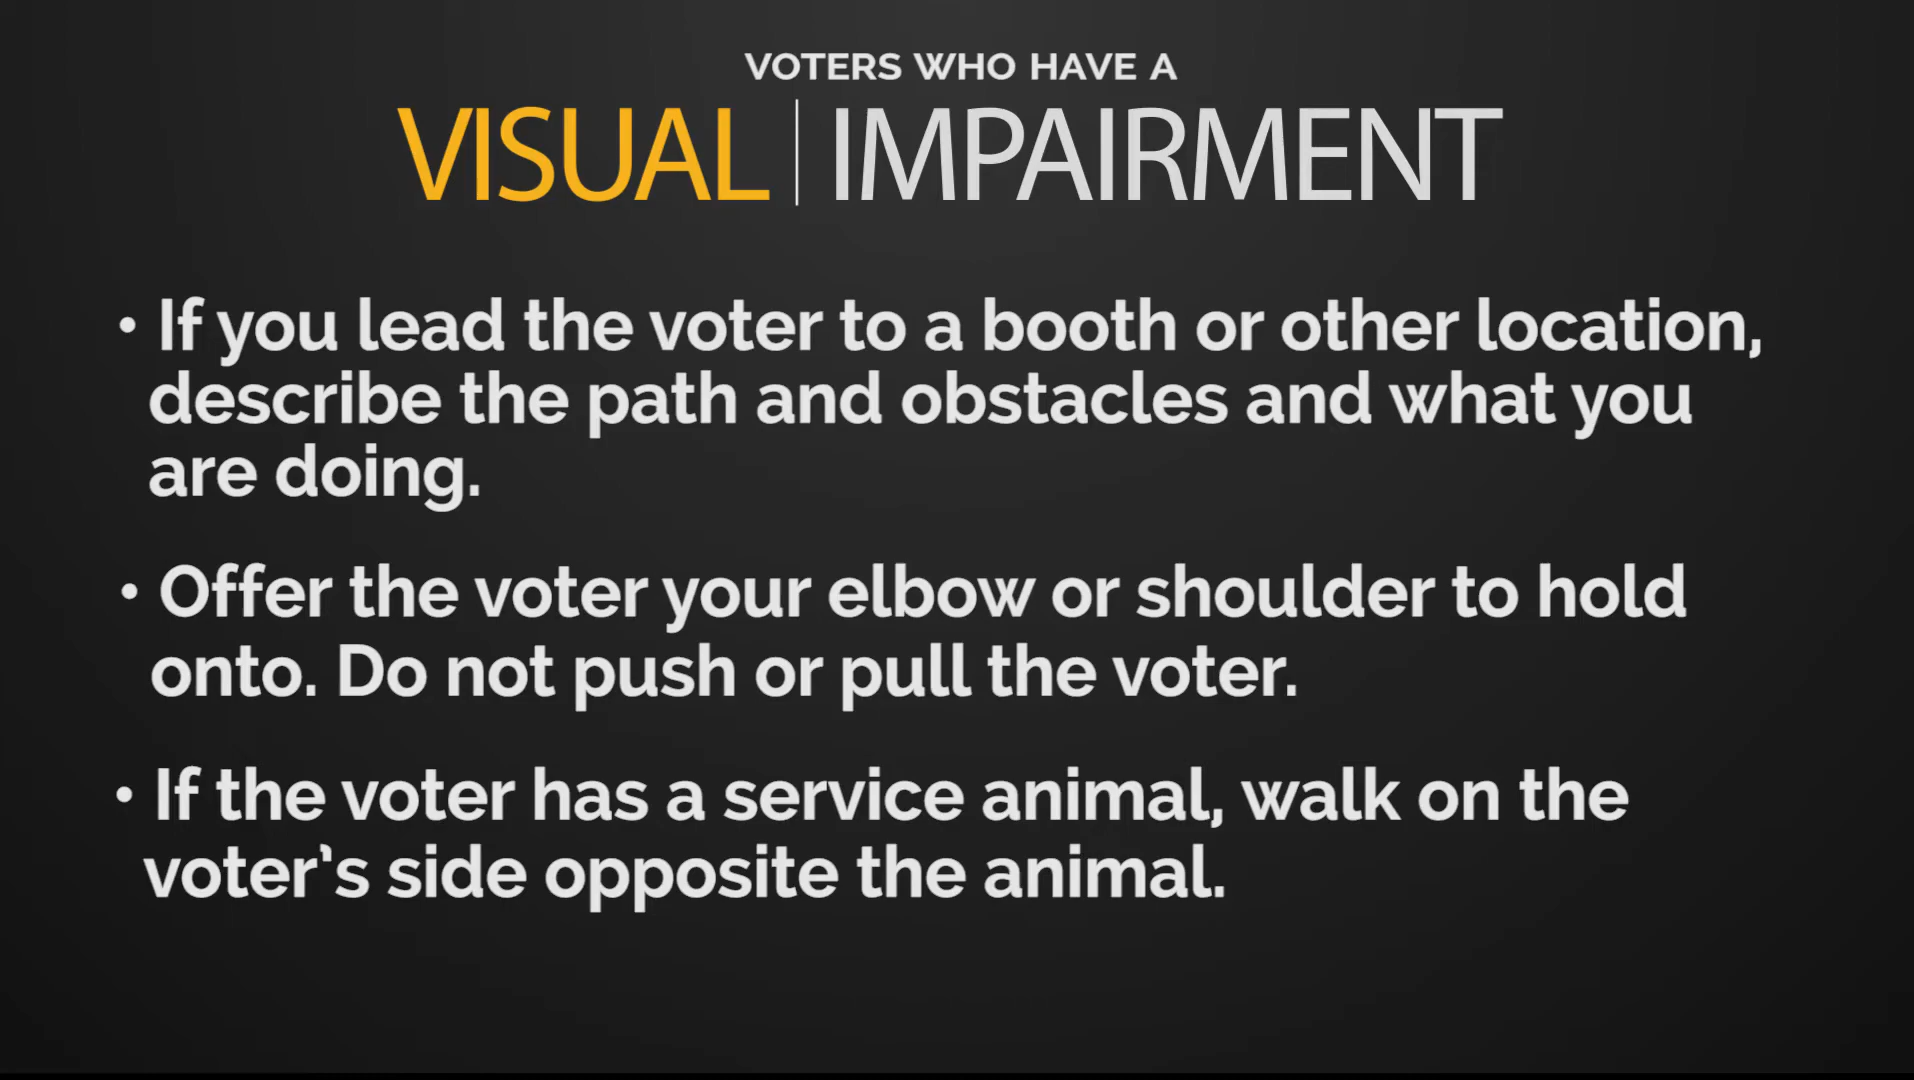 VOTERS WHO HAVE A
VISUAL IMPAIRMENT
• If you lead the voter to a booth or other location,
describe the path and obstacles and what you
are doing.
• Offer the voter your elbow or shoulder to hold
onto. Do not push or pull the voter.
• If the voter has a service animal, walk on the
voter’s side opposite the animal.